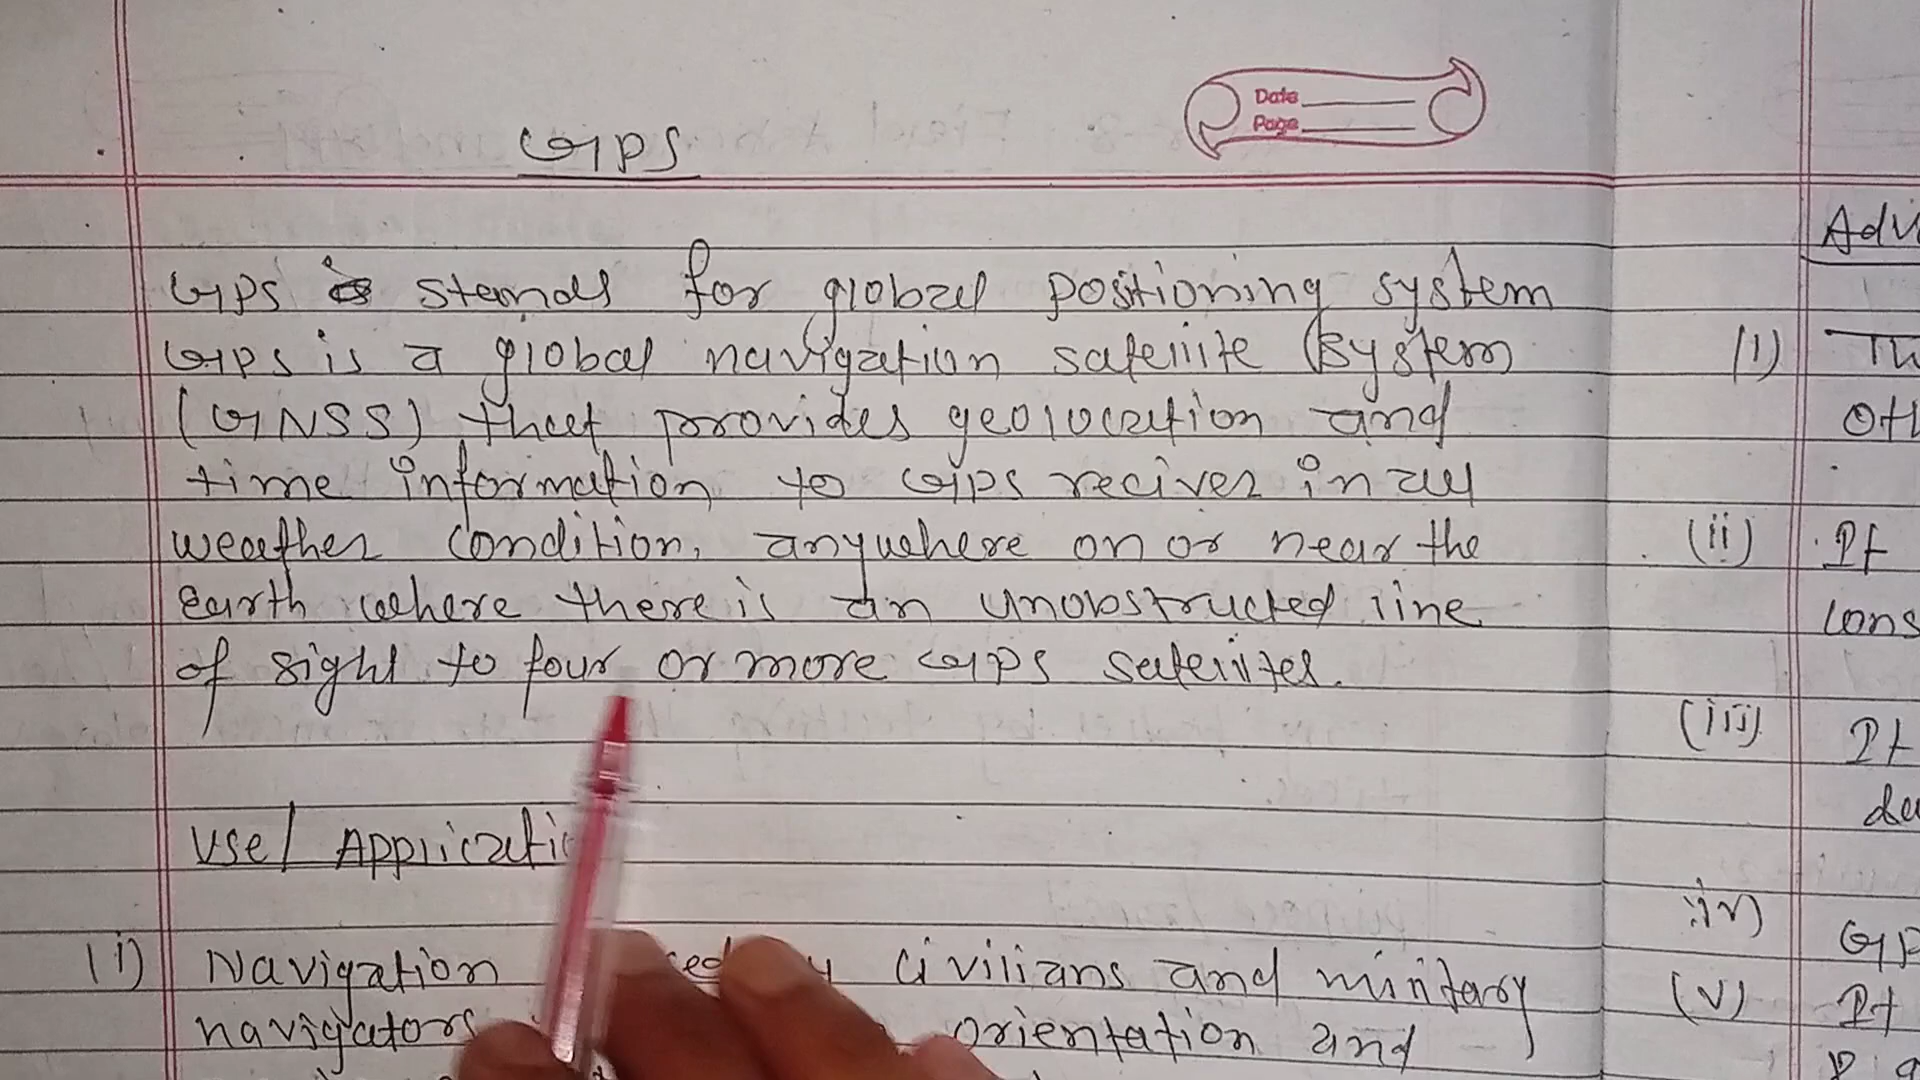 Date
Page
GPS
GPS is stands for global positioning system
GPS is a global navigation satellite (system
(GNSS) that provides geolocation and
time information to GPS reciver in all
weather condition, anywhere on or near the
Earth where there is an unobstructed line
of sight to four or more GPS satellites.
Use/ Applicati
(i) Navigation civilians and military
navigators orientation and
Adv
(i) Th
Oth
(ii) It
cons
(iii) It
de
iv) GP
(v) It